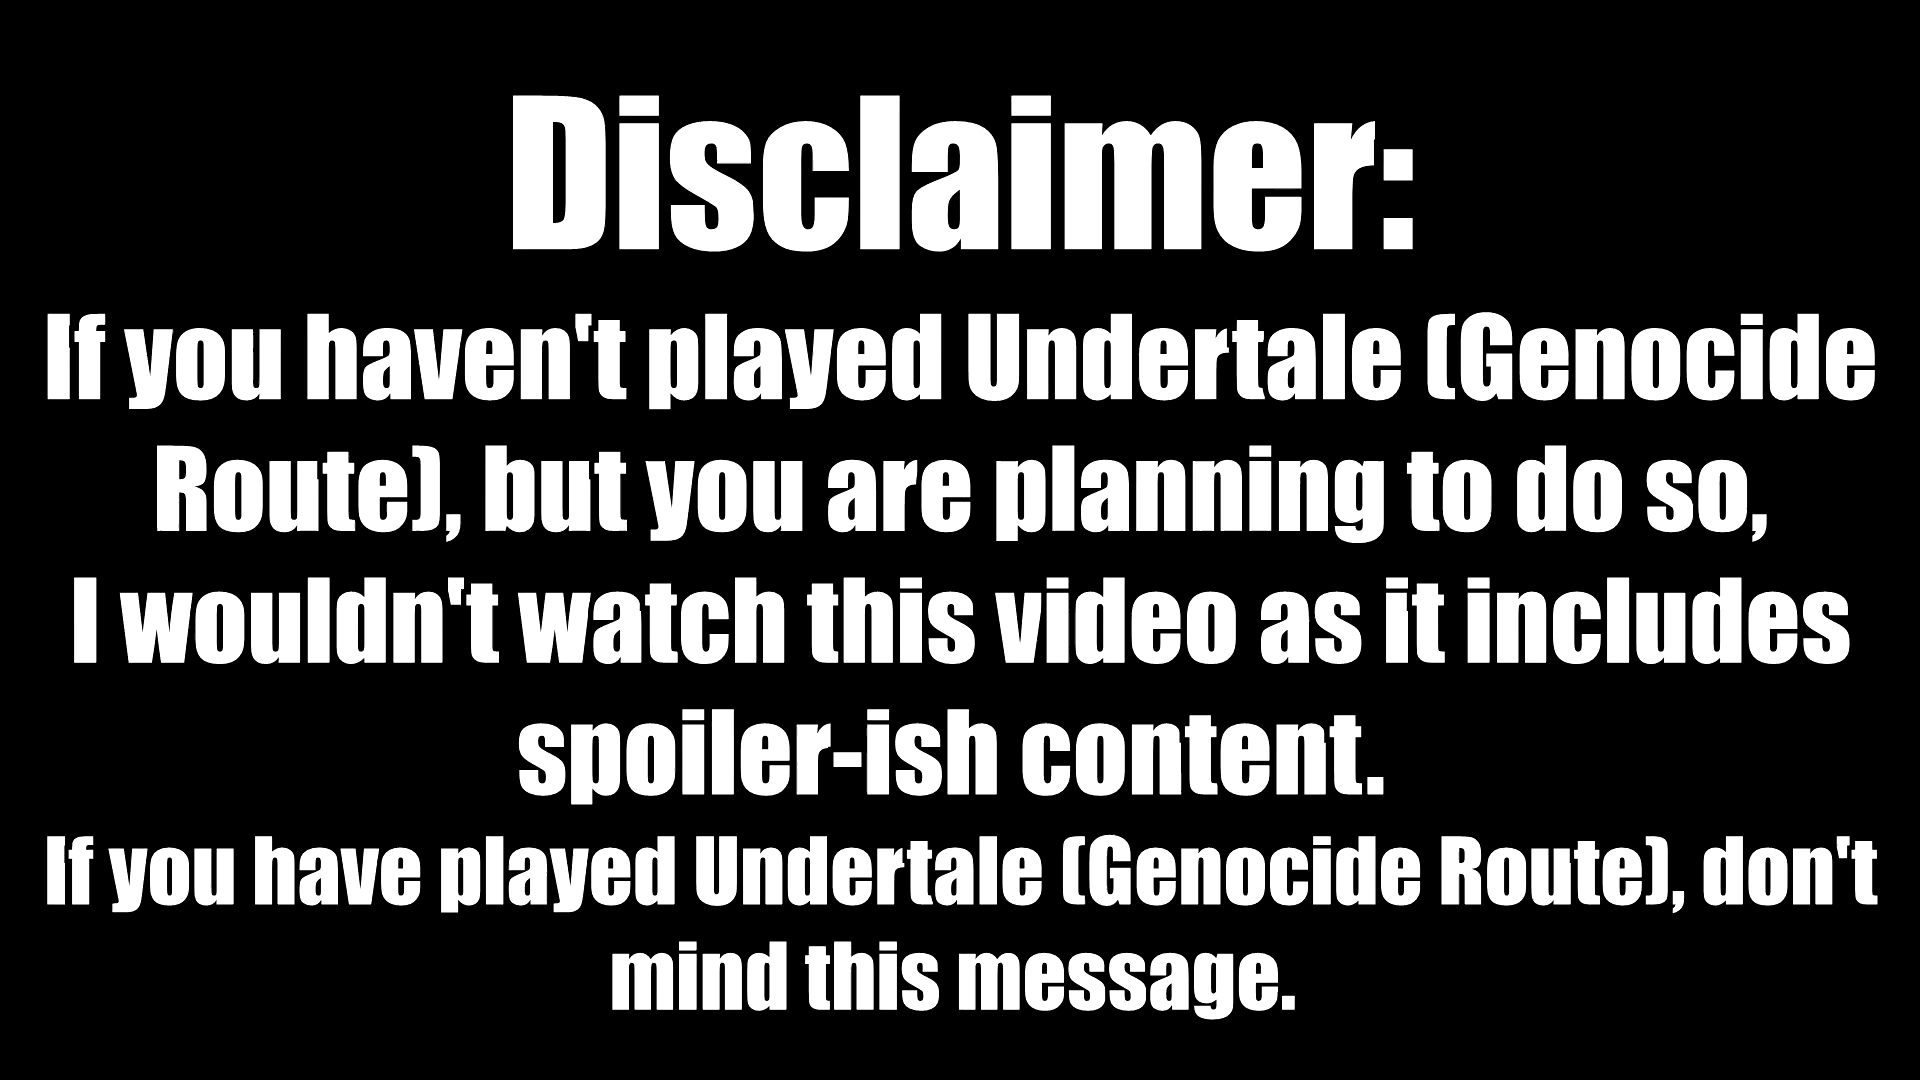 Disclaimer:
If you haven't played Undertale (Genocide
Route), but you are planning to do so,
I wouldn't watch this video as it includes
spoiler-ish content.
If you have played Undertale (Genocide Route), don't
mind this message.